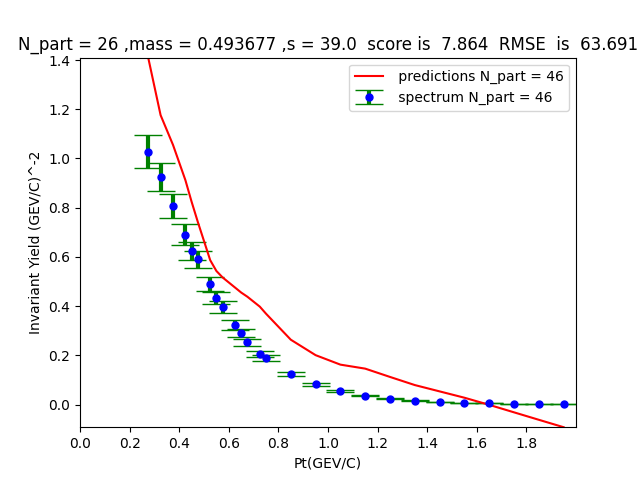 N_part = 26 ,mass = 0.493677 ,s = 39.0  score is  7.864  RMSE  is  63.691
predictions N_part = 46
spectrum N_part = 46
Invariant Yield (GEV/C)^-2
1.4
1.2
1.0
0.8
0.6
0.4
0.2
0.0
0.0 0.2 0.4 0.6 0.8 1.0 1.2 1.4 1.6 1.8
Pt(GEV/C)